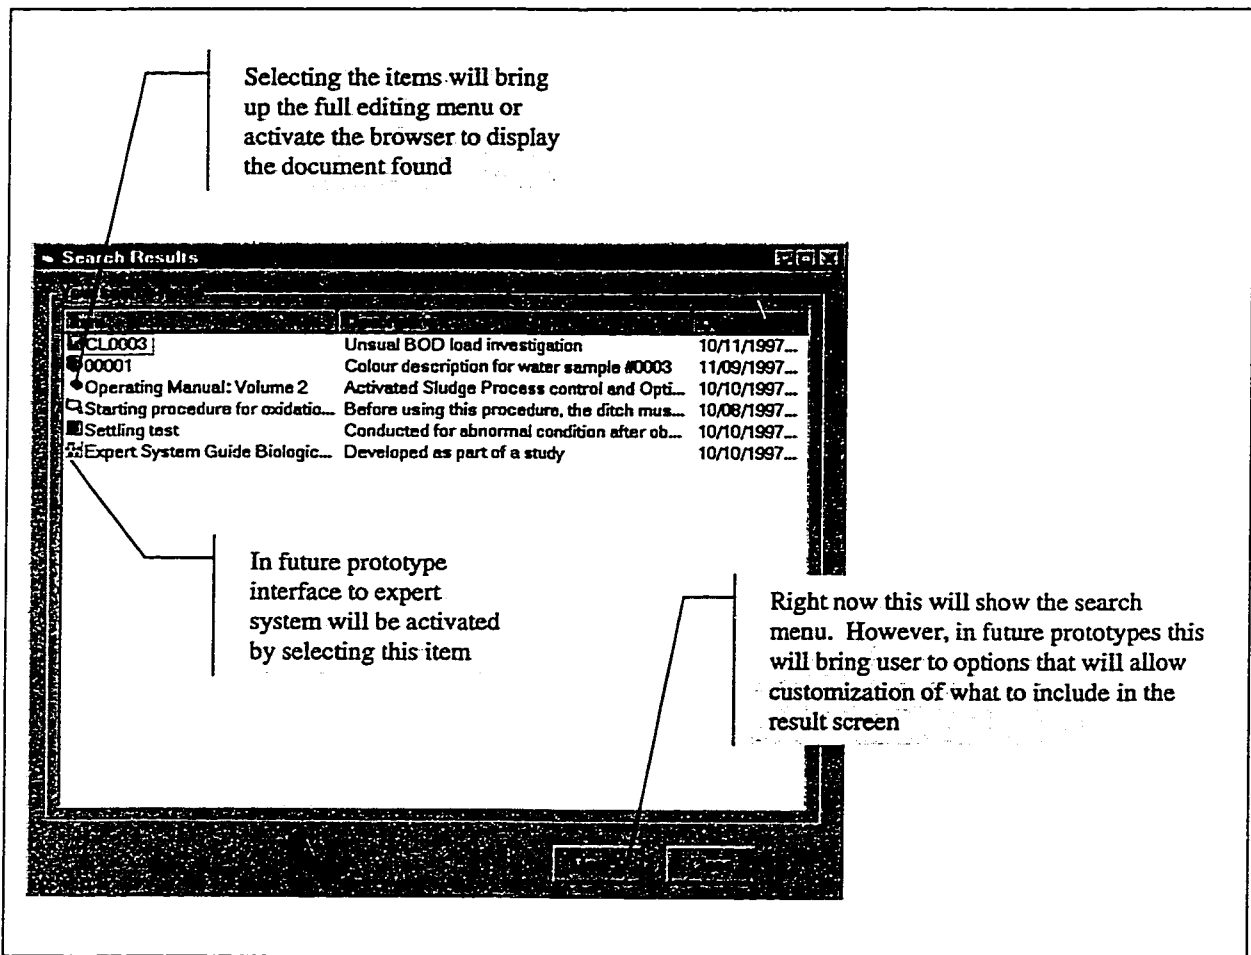 Selecting the items will bring
up the full editing menu or
activate the browser to display
the document found
Search Results
CL0003 Unsual BOD load investigation 10/11/1997...
00001 Colour description for water sample #0003 11/09/1997...
Operating Manual: Volume 2 Activated Sludge Process control and Opti... 10/10/1997...
Starting procedure for oxidatio... Before using this procedure, the ditch mus... 10/08/1997...
Settling test Conducted for abnormal condition after ob... 10/10/1997...
Expert System Guide Biologic... Developed as part of a study 10/10/1997...
In future prototype
interface to expert
system will be activated
by selecting this item
Right now this will show the search
menu. However, in future prototypes this
will bring user to options that will allow
customization of what to include in the
result screen